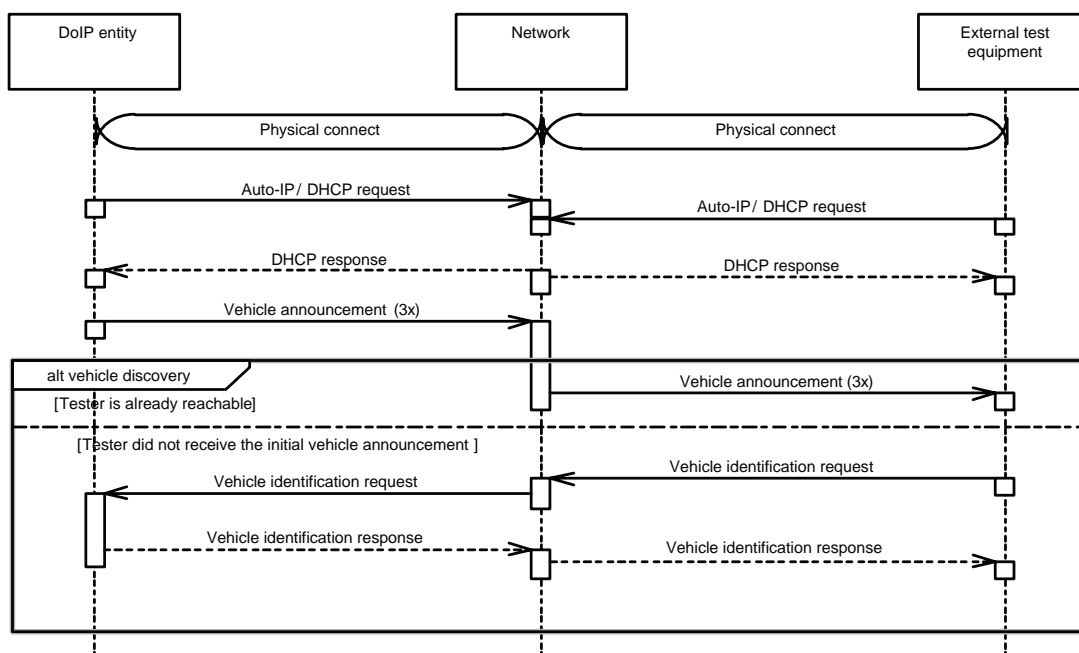 DoIP entity
Network
External test
equipment
Physical connect
Physical connect
Auto-IP/ DHCP request
Auto-IP/ DHCP request
DHCP response
DHCP response
Vehicle announcement (3x)
alt vehicle discovery
Vehicle announcement (3x)
[Tester is already reachable]
[Tester did not receive the initial vehicle announcement ]
Vehicle identification request
Vehicle identification request
Vehicle identification response
Vehicle identification response